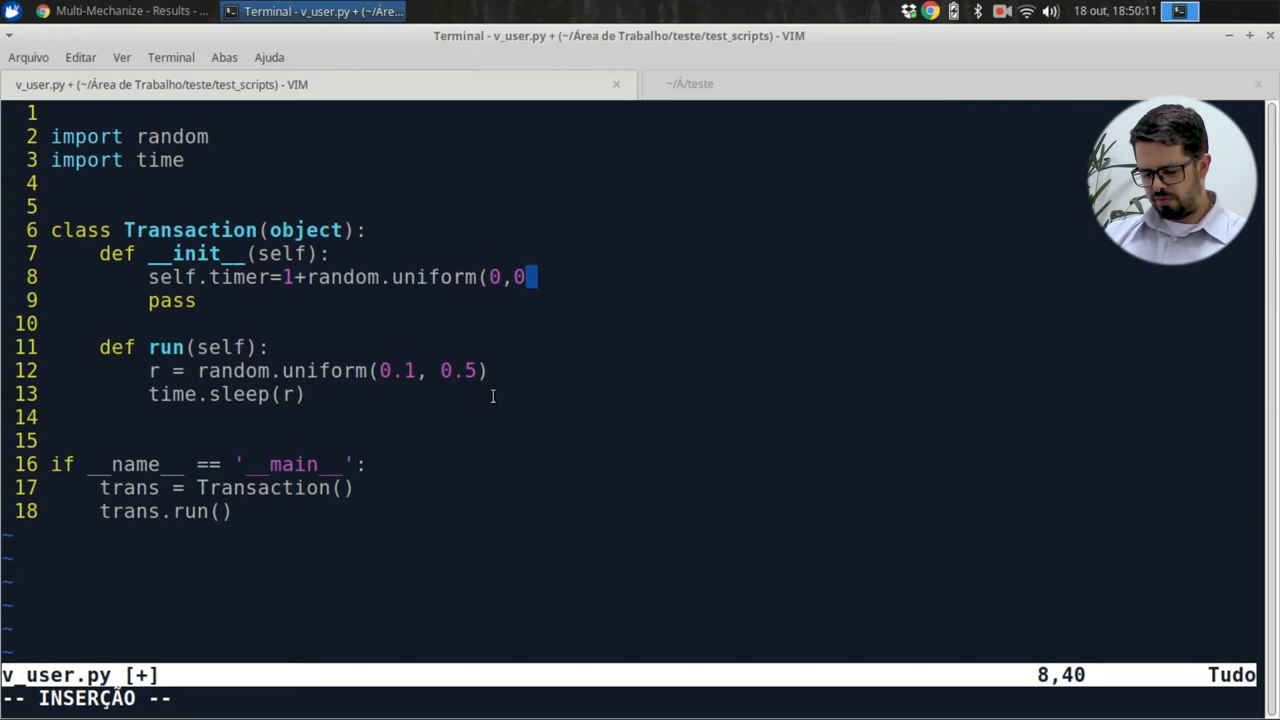 Multi-Mechanize - Results - ...
Terminal - v_user.py + (~/Áre...
18 out, 18:50:11
Terminal - v_user.py + (~/Área de Trabalho/teste/test_scripts) - VIM
Arquivo Editar Ver Terminal Abas Ajuda
v_user.py + (~/Área de Trabalho/teste/test_scripts) - VIM
~/Á/teste
1
2 import random
3 import time
4
5
6 class Transaction(object):
7     def __init__(self):
8         self.timer=1+random.uniform(0,0
9         pass
10
11     def run(self):
12         r = random.uniform(0.1, 0.5)
13         time.sleep(r)
14
15
16 if __name__ == '__main__':
17     trans = Transaction()
18     trans.run()
~
~
~
~
~
~
v_user.py [+] 8,40 Tudo
-- INSERÇÃO --